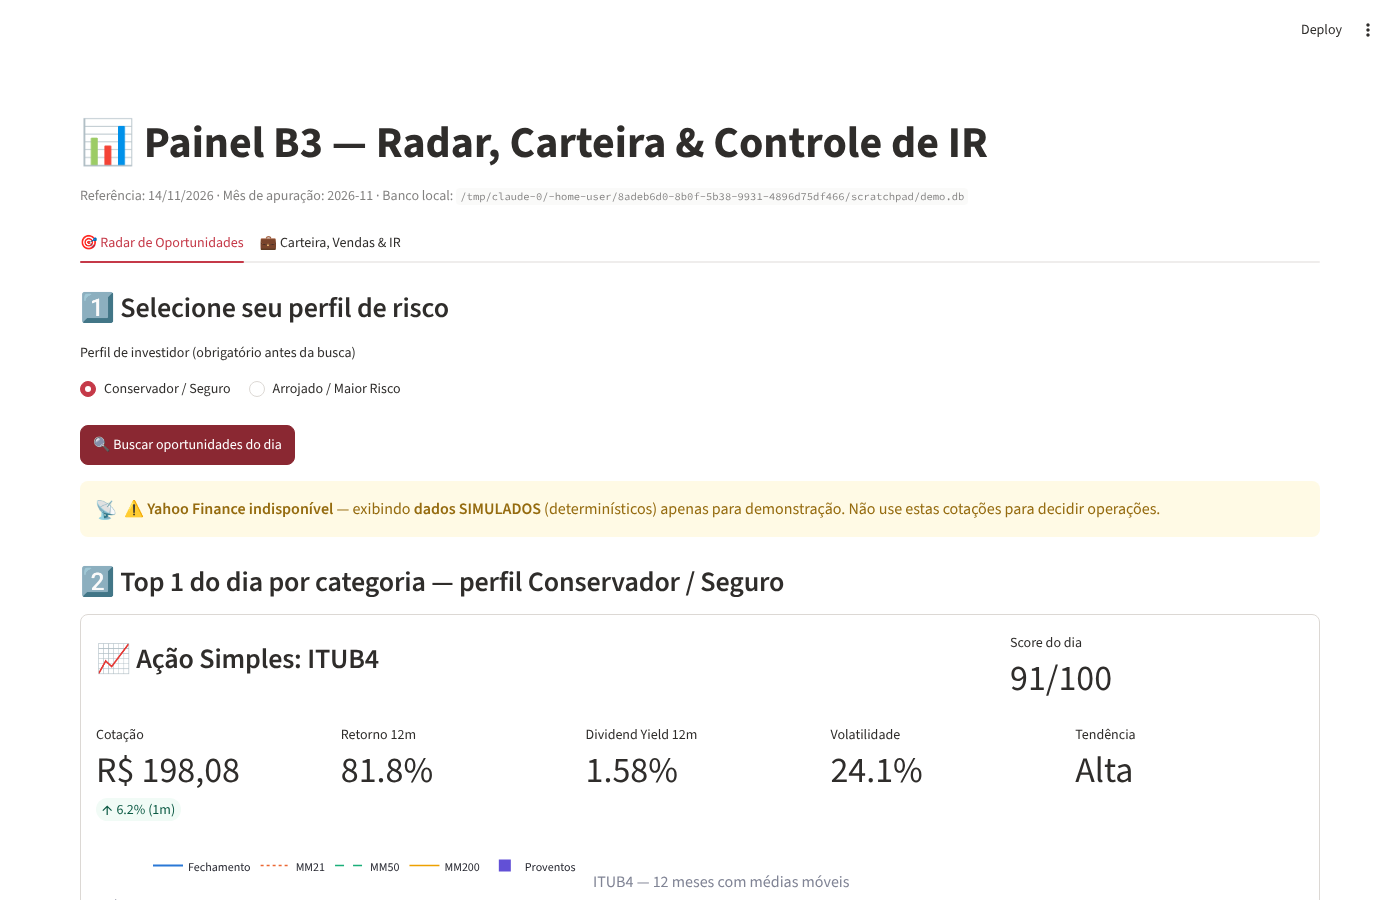 Deploy
Painel B3 — Radar, Carteira & Controle de IR
Referência: 14/11/2026 · Mês de apuração: 2026-11 · Banco local: /tmp/claude-0/-home-user/8adeb6d0-8b0f-5b38-9931-4896d75df466/scratchpad/demo.db
🎯 Radar de Oportunidades 💼 Carteira, Vendas & IR
1 Selecione seu perfil de risco
Perfil de investidor (obrigatório antes da busca)
Conservador / Seguro Arrojado / Maior Risco
🔍 Buscar oportunidades do dia
📡 ⚠️ Yahoo Finance indisponível — exibindo dados SIMULADOS (determinísticos) apenas para demonstração. Não use estas cotações para decidir operações.
2 Top 1 do dia por categoria — perfil Conservador / Seguro
📈 Ação Simples: ITUB4
Score do dia
91/100
Cotação Retorno 12m Dividend Yield 12m Volatilidade Tendência
R$ 198,08 81.8% 1.58% 24.1% Alta
↑ 6.2% (1m)
Fechamento MM21 MM50 MM200 Proventos
ITUB4 — 12 meses com médias móveis